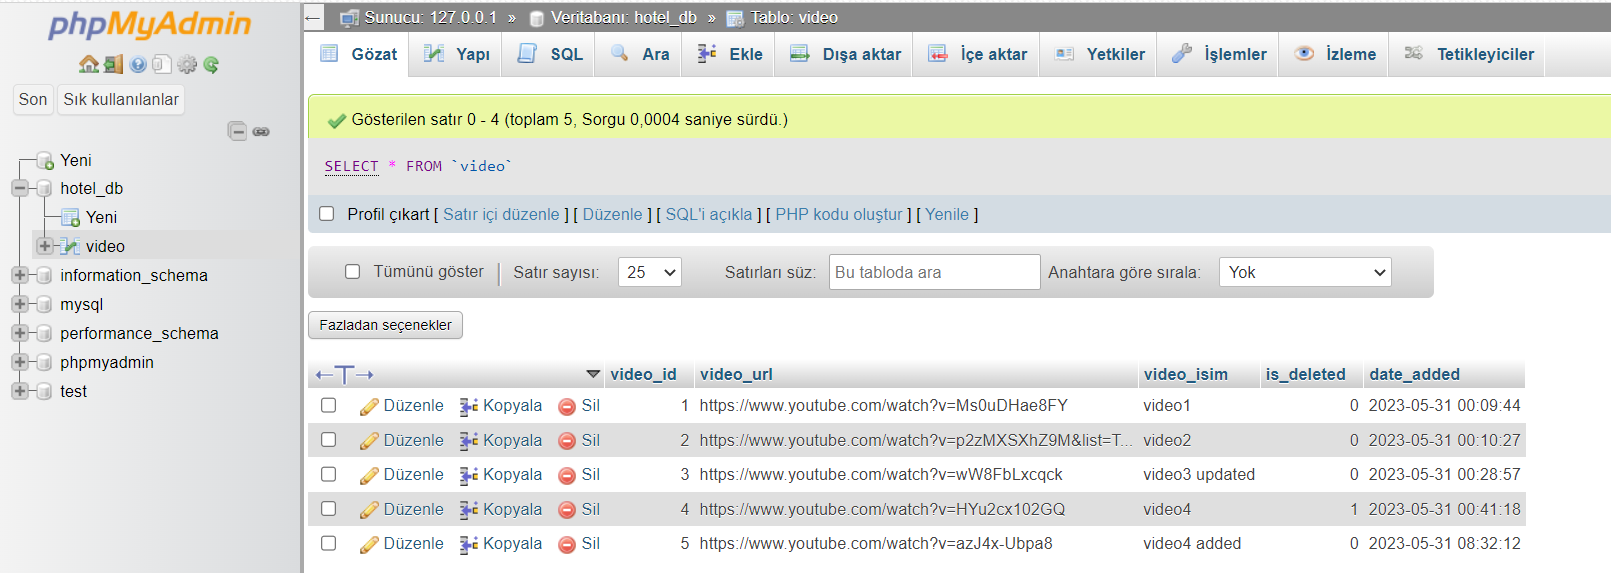 phpMyAdmin
Son Sık kullanılanlar
Yeni
hotel_db
Yeni
video
information_schema
mysql
performance_schema
phpmyadmin
test
Sunucu: 127.0.0.1 » Veritabanı: hotel_db » Tablo: video
Gözat Yapı SQL Ara Ekle Dışa aktar İçe aktar Yetkiler İşlemler İzleme Tetikleyiciler
Gösterilen satır 0 - 4 (toplam 5, Sorgu 0,0004 saniye sürdü.)
SELECT * FROM `video`
Profil çıkart [ Satır içi düzenle ] [ Düzenle ] [ SQL'i açıkla ] [ PHP kodu oluştur ] [ Yenile ]
Tümünü göster Satır sayısı: 25 Satırları süz: Bu tabloda ara Anahtara göre sırala: Yok
Fazladan seçenekler
←T→ video_id video_url video_isim is_deleted date_added
Düzenle Kopyala Sil 1 https://www.youtube.com/watch?v=Ms0uDHae8FY video1 0 2023-05-31 00:09:44
Düzenle Kopyala Sil 2 https://www.youtube.com/watch?v=p2zMXSXhZ9M&list=T... video2 0 2023-05-31 00:10:27
Düzenle Kopyala Sil 3 https://www.youtube.com/watch?v=wW8FbLxcqck video3 updated 0 2023-05-31 00:28:57
Düzenle Kopyala Sil 4 https://www.youtube.com/watch?v=HYu2cx102GQ video4 1 2023-05-31 00:41:18
Düzenle Kopyala Sil 5 https://www.youtube.com/watch?v=azJ4x-Ubpa8 video4 added 0 2023-05-31 08:32:12